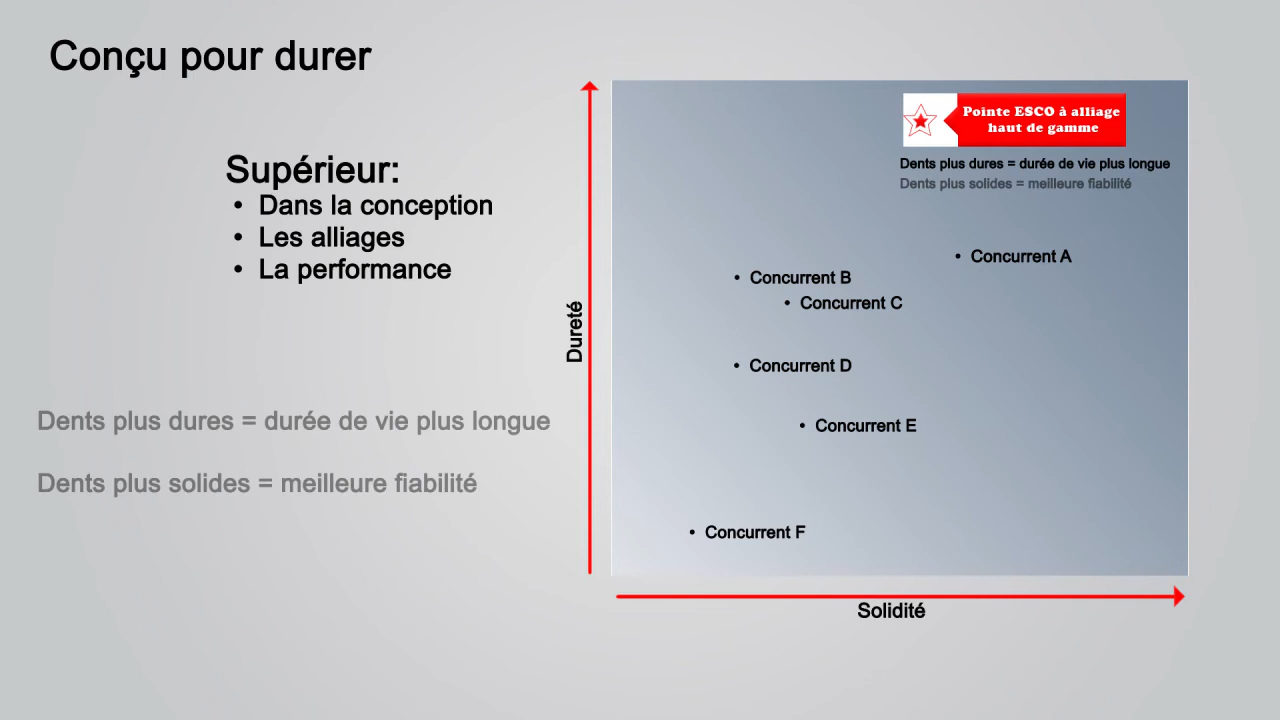 Conçu pour durer
Supérieur:
• Dans la conception
• Les alliages
• La performance
Dents plus dures = durée de vie plus longue
Dents plus solides = meilleure fiabilité
Dureté
Pointe ESCO à alliage
haut de gamme
Dents plus dures = durée de vie plus longue
Dents plus solides = meilleure fiabilité
• Concurrent A
• Concurrent B
• Concurrent C
• Concurrent D
• Concurrent E
• Concurrent F
Solidité